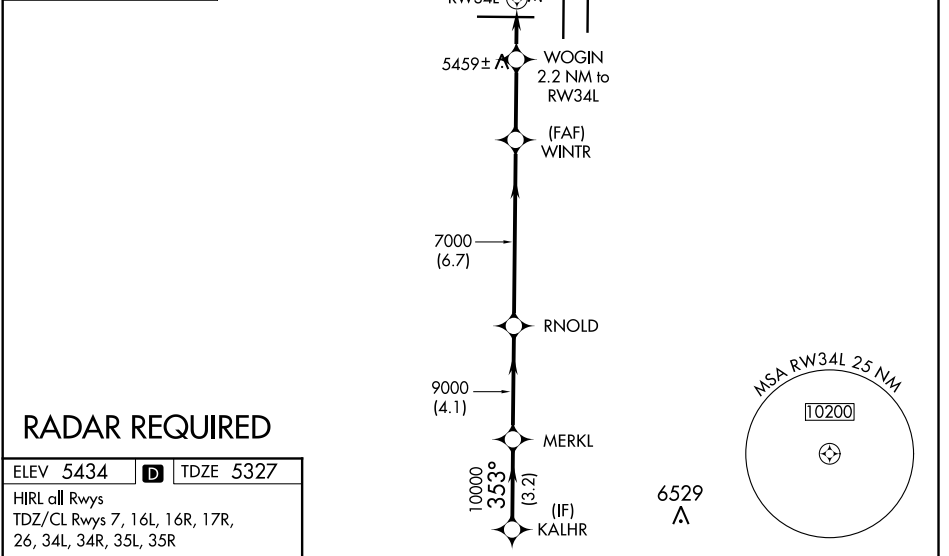 RW34L
5459±
WOGIN
2.2 NM to
RW34L
(FAF)
WINTR
7000
(6.7)
RNOLD
9000
(4.1)
MERKL
10000
353°
(3.2)
(IF)
KALHR
6529
MSA RW34L 25 NM
10200
RADAR REQUIRED
ELEV 5434 D TDZE 5327
HIRL all Rwys
TDZ/CL Rwys 7, 16L, 16R, 17R,
26, 34L, 34R, 35L, 35R